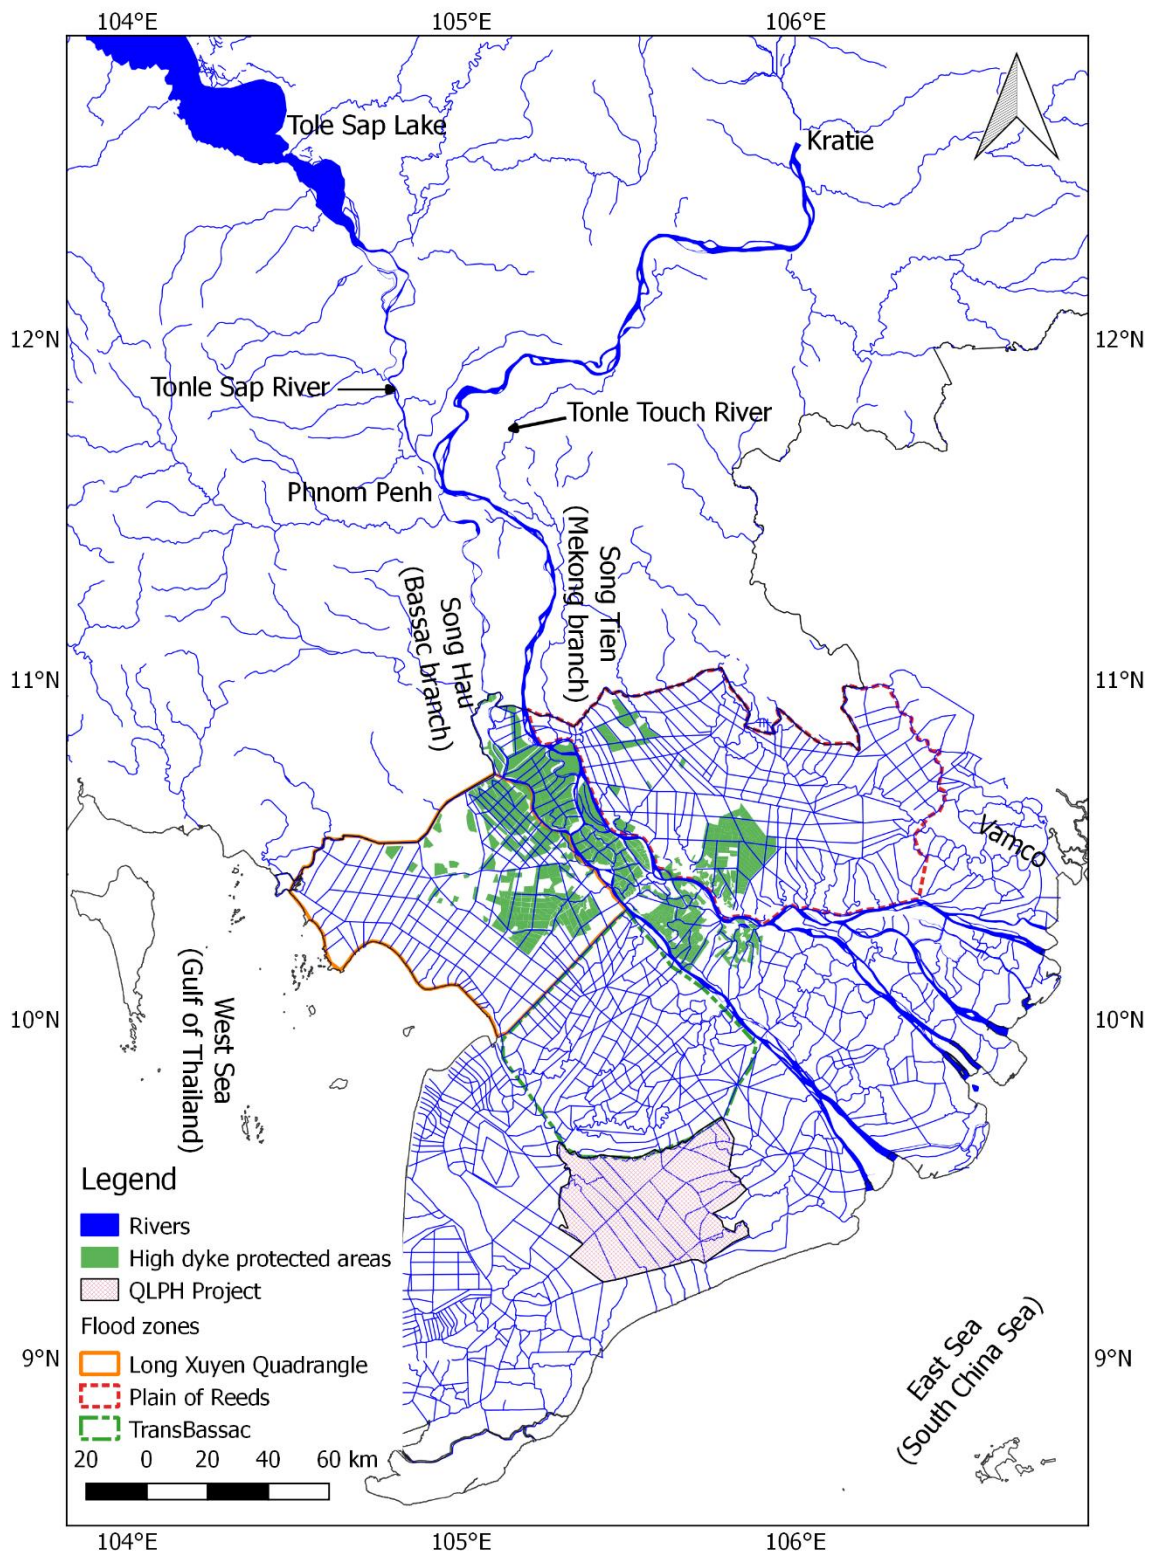 104°E 105°E 106°E
Tole Sap Lake
Kratie
12°N 12°N
Tonle Sap River
Tonle Touch River
Phnom Penh
Song Tien
(Mekong branch)
Song Hau
(Bassac branch)
11°N 11°N
Vamco
West Sea
(Gulf of Thailand)
10°N 10°N
Legend
Rivers
High dyke protected areas
QLPH Project
Flood zones
Long Xuyen Quadrangle
Plain of Reeds
TransBassac
9°N 9°N
East Sea
(South China Sea)
20 0 20 40 60 km
104°E 105°E 106°E